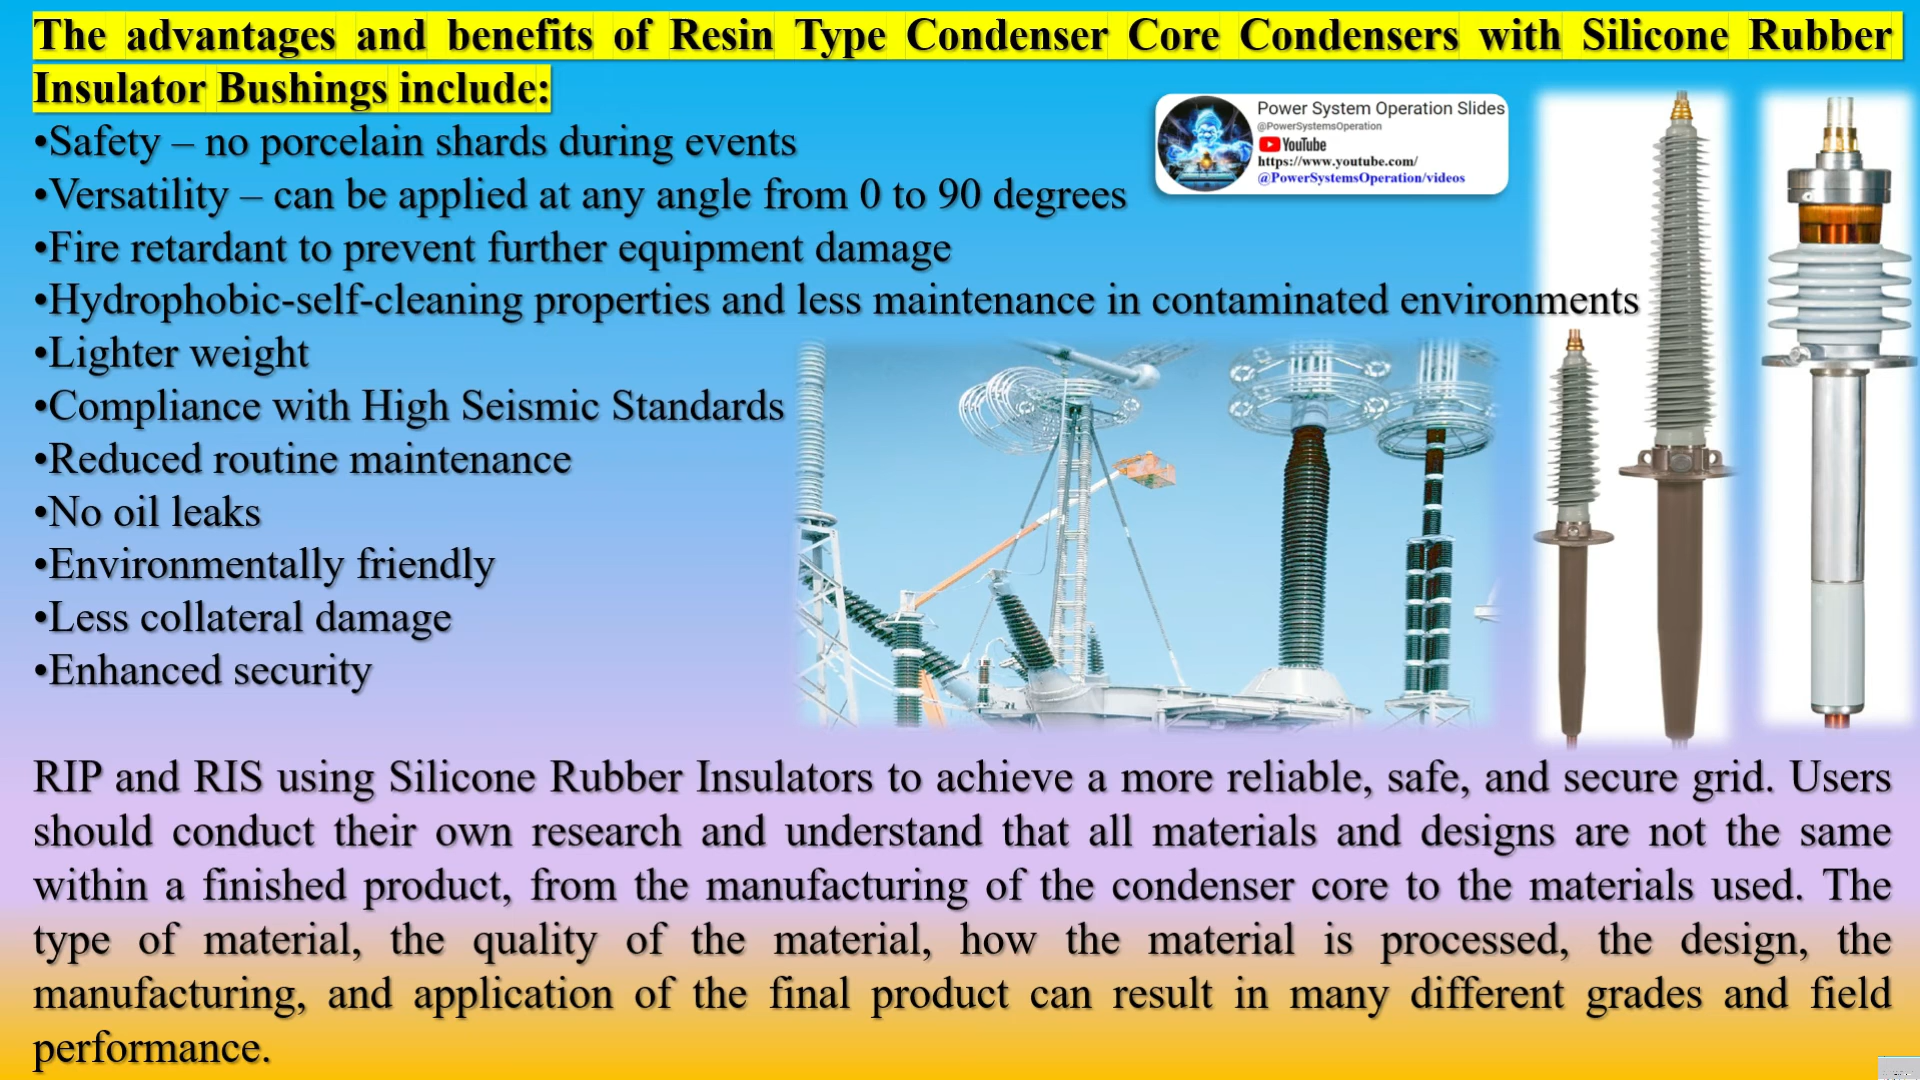 The advantages and benefits of Resin Type Condenser Core Condensers with Silicone Rubber
Insulator Bushings include:
•Safety – no porcelain shards during events
•Versatility – can be applied at any angle from 0 to 90 degrees
•Fire retardant to prevent further equipment damage
•Hydrophobic-self-cleaning properties and less maintenance in contaminated environments
•Lighter weight
•Compliance with High Seismic Standards
•Reduced routine maintenance
•No oil leaks
•Environmentally friendly
•Less collateral damage
•Enhanced security
Power System Operation Slides
@PowerSystemsOperation
YouTube
https://www.youtube.com/
@PowerSystemsOperation/videos
RIP and RIS using Silicone Rubber Insulators to achieve a more reliable, safe, and secure grid. Users
should conduct their own research and understand that all materials and designs are not the same
within a finished product, from the manufacturing of the condenser core to the materials used. The
type of material, the quality of the material, how the material is processed, the design, the
manufacturing, and application of the final product can result in many different grades and field
performance.